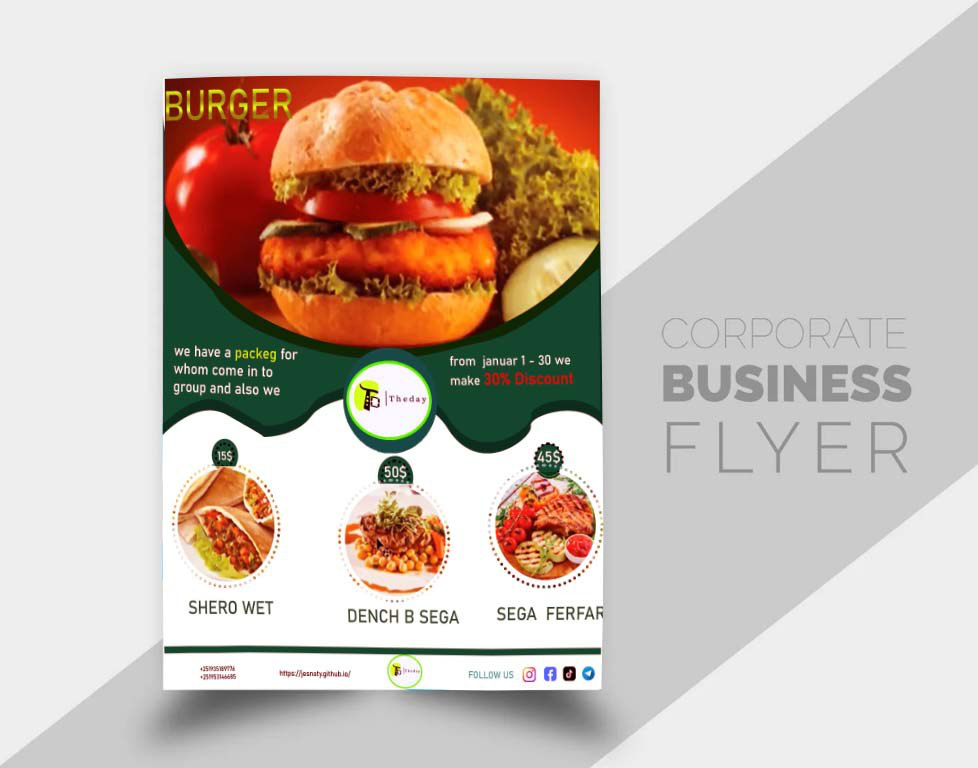 BURGER
we have a packeg for
whom come in to
group and also we
from januar 1 - 30 we
make 30% Discount
Theday
15$
50$
45$
SHERO WET
DENCH B SEGA
SEGA FERFAR
+251935189776
+251953146685
https://jesnaty.github.io/
Theday
FOLLOW US
CORPORATE
BUSINESS
FLYER